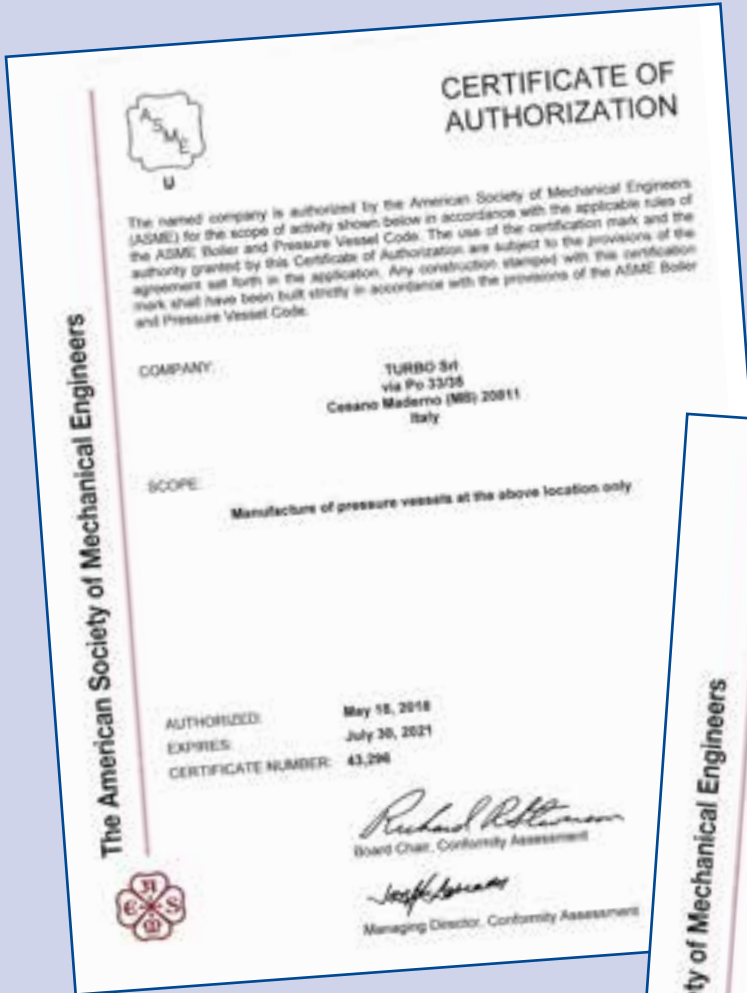 The American Society of Mechanical Engineers
ASME
U
CERTIFICATE OF
AUTHORIZATION
The named company is authorized by the American Society of Mechanical Engineers
(ASME) for the scope of activity shown below in accordance with the applicable rules of
the ASME Boiler and Pressure Vessel Code. The use of the certification mark and the
authority granted by this Certificate of Authorization are subject to the provisions of the
agreement set forth in the application. Any construction stamped with this certification
mark shall have been built strictly in accordance with the provisions of the ASME Boiler
and Pressure Vessel Code.
COMPANY:
TURBO Srl
via Po
Cesano Maderno (MB) 20811
Italy
SCOPE:
Manufacture of pressure vessels at the above location only
AUTHORIZED: May 18, 2018
EXPIRES: July 30, 2021
CERTIFICATE NUMBER: 43,296
Board Chair, Conformity Assessment
Managing Director, Conformity Assessment
ty of Mechanical Engineers